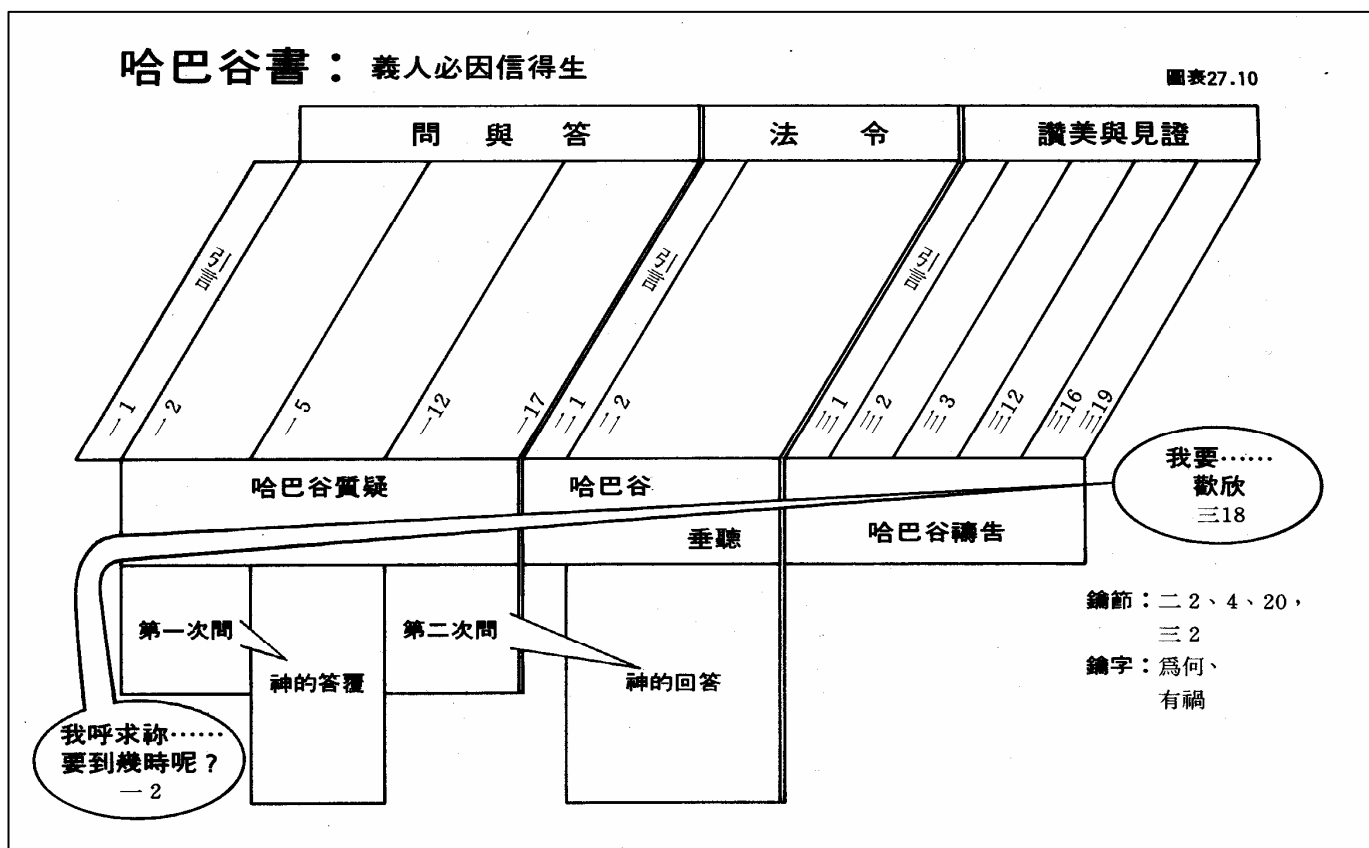 哈巴谷書：義人必因信得生
圖表27.10
問與答
法令
讚美與見證
引言
引言
引言
一1
一2
一5
一12
一17
二1
二2
三1
三2
三3
三12
三16
三19
哈巴谷質疑
哈巴谷
垂聽
哈巴谷禱告
我要……
歡欣
三18
第一次問
神的答覆
第二次問
神的回答
鑰節：二2、4、20，
三2
鑰字：爲何、
有禍
我呼求祢……
要到幾時呢？
一2